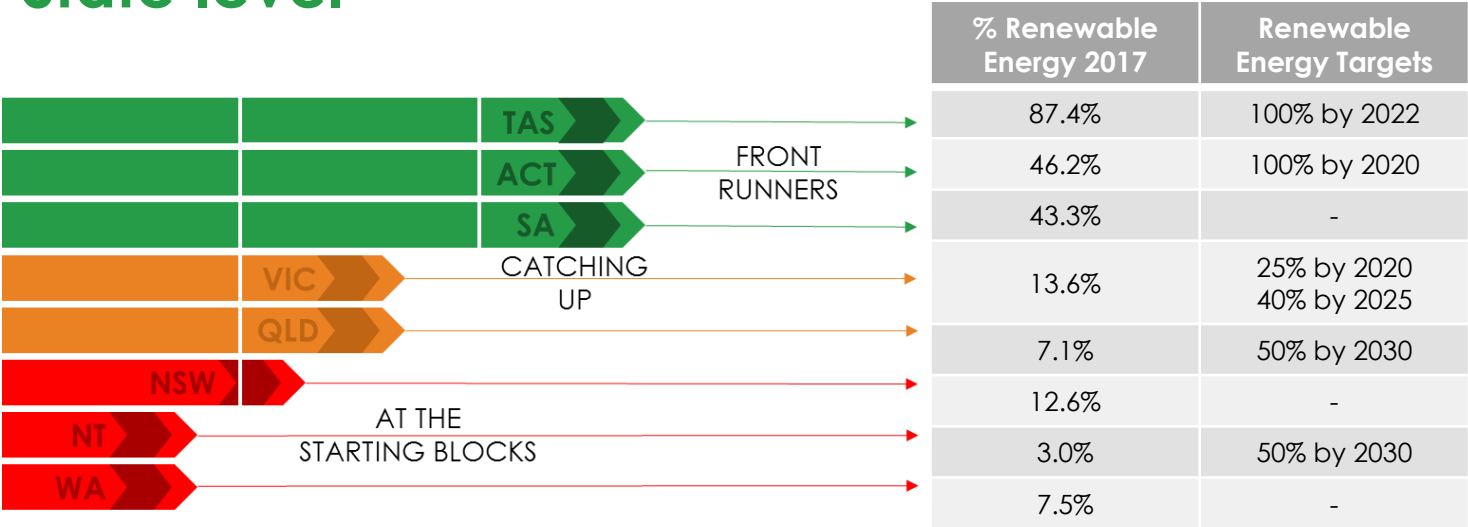 % Renewable Energy 2017
Renewable Energy Targets
TAS
87.4%
100% by 2022
FRONT
RUNNERS
ACT
46.2%
100% by 2020
SA
43.3%
-
CATCHING
UP
VIC
13.6%
25% by 2020
40% by 2025
QLD
7.1%
50% by 2030
NSW
12.6%
-
AT THE
STARTING BLOCKS
NT
3.0%
50% by 2030
WA
7.5%
-